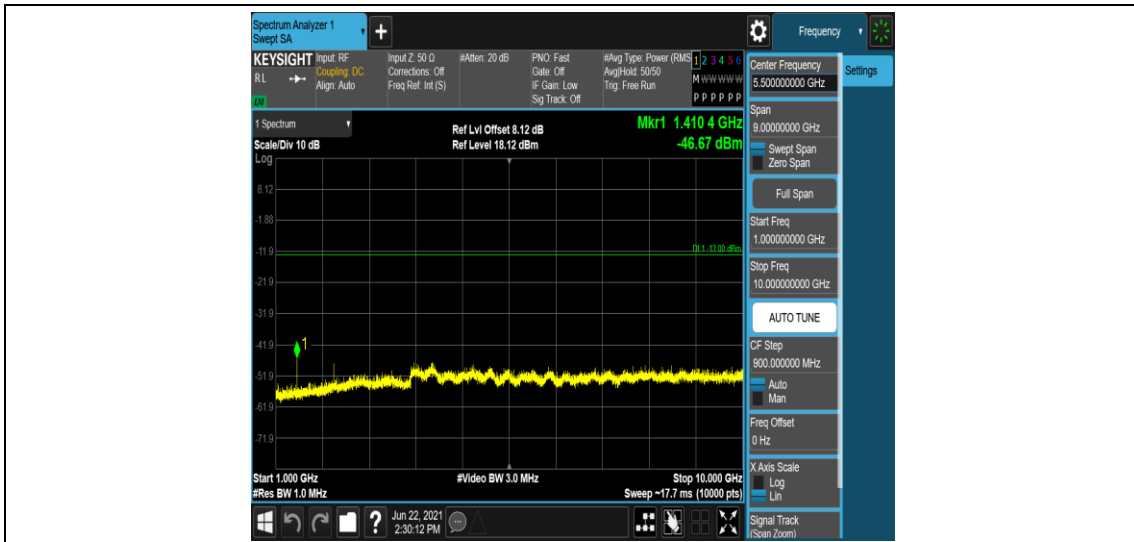 Spectrum Analyzer 1
Swept SA
+
Frequency
KEYSIGHT
RL
LXI
Input: RF
Coupling: DC
Align: Auto
Input Z: 50 Ω
Corrections: Off
Freq Ref: Int (S)
#Atten: 20 dB
PNO: Fast
Gate: Off
IF Gain: Low
Sig Track: Off
#Avg Type: Power (RMS
Avg|Hold: 50/50
Trig: Free Run
1 2 3 4 5 6
M W W W W W
P P P P P P
1 Spectrum
Scale/Div 10 dB
Log
Ref Lvl Offset 8.12 dB
Ref Level 18.12 dBm
Mkr1 1.410 4 GHz
-46.67 dBm
8.12
-1.88
-11.9
DL1 -13.00 dBm
-21.9
-31.9
-41.9
1
-51.9
-61.9
-71.9
Start 1.000 GHz
#Video BW 3.0 MHz
Stop 10.000 GHz
#Res BW 1.0 MHz
Sweep ~17.7 ms (10000 pts)
?
Jun 22, 2021
2:30:12 PM
Center Frequency
5.500000000 GHz
Settings
Span
9.00000000 GHz
Swept Span
Zero Span
Full Span
Start Freq
1.000000000 GHz
Stop Freq
10.000000000 GHz
AUTO TUNE
CF Step
900.000000 MHz
Auto
Man
Freq Offset
0 Hz
X Axis Scale
Log
Lin
Signal Track
(Span Zoom)